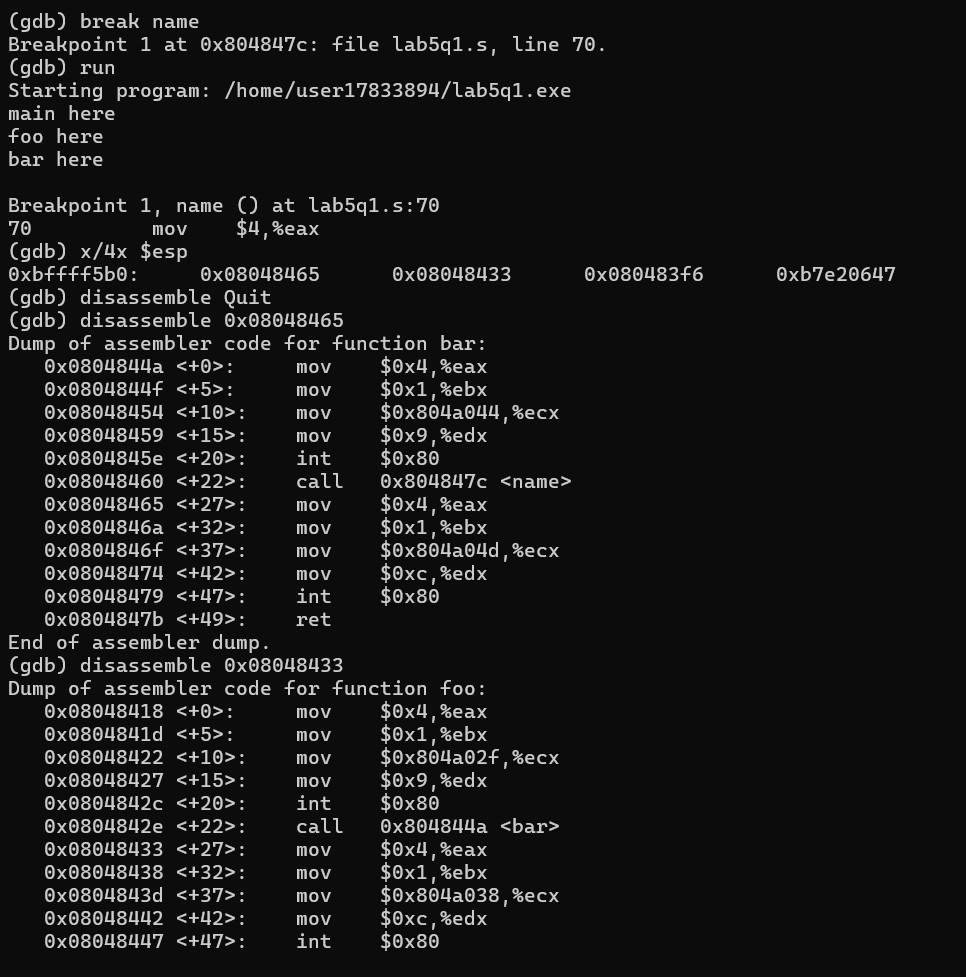 (gdb) break name
Breakpoint 1 at 0x804847c: file lab5q1.s, line 70.
(gdb) run
Starting program: /home/user17833894/lab5q1.exe
main here
foo here
bar here

Breakpoint 1, name () at lab5q1.s:70
70          mov    $4,%eax
(gdb) x/4x $esp
0xbffff5b0:     0x08048465      0x08048433      0x080483f6      0xb7e20647
(gdb) disassemble Quit
(gdb) disassemble 0x08048465
Dump of assembler code for function bar:
   0x0804844a <+0>:     mov    $0x4,%eax
   0x0804844f <+5>:     mov    $0x1,%ebx
   0x08048454 <+10>:    mov    $0x804a044,%ecx
   0x08048459 <+15>:    mov    $0x9,%edx
   0x0804845e <+20>:    int    $0x80
   0x08048460 <+22>:    call   0x804847c <name>
   0x08048465 <+27>:    mov    $0x4,%eax
   0x0804846a <+32>:    mov    $0x1,%ebx
   0x0804846f <+37>:    mov    $0x804a04d,%ecx
   0x08048474 <+42>:    mov    $0xc,%edx
   0x08048479 <+47>:    int    $0x80
   0x0804847b <+49>:    ret
End of assembler dump.
(gdb) disassemble 0x08048433
Dump of assembler code for function foo:
   0x08048418 <+0>:     mov    $0x4,%eax
   0x0804841d <+5>:     mov    $0x1,%ebx
   0x08048422 <+10>:    mov    $0x804a02f,%ecx
   0x08048427 <+15>:    mov    $0x9,%edx
   0x0804842c <+20>:    int    $0x80
   0x0804842e <+22>:    call   0x804844a <bar>
   0x08048433 <+27>:    mov    $0x4,%eax
   0x08048438 <+32>:    mov    $0x1,%ebx
   0x0804843d <+37>:    mov    $0x804a038,%ecx
   0x08048442 <+42>:    mov    $0xc,%edx
   0x08048447 <+47>:    int    $0x80